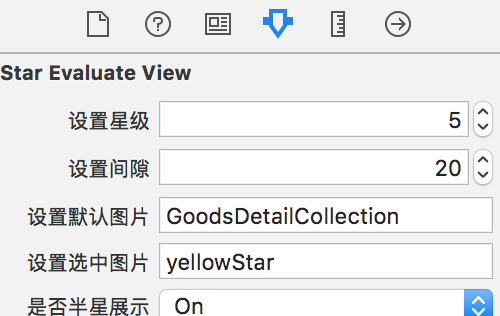 Star Evaluate View
设置星级 5
设置间隙 20
设置默认图片 GoodsDetailCollection
设置选中图片 yellowStar
是否半星展示 On